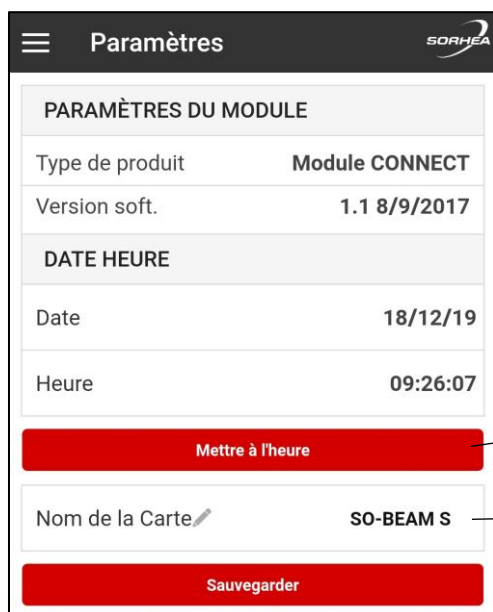 Paramètres SORHEA
PARAMÈTRES DU MODULE
Type de produit Module CONNECT
Version soft. 1.1 8/9/2017
DATE HEURE
Date 18/12/19
Heure 09:26:07
Mettre à l'heure
Nom de la Carte SO-BEAM S
Sauvegarder